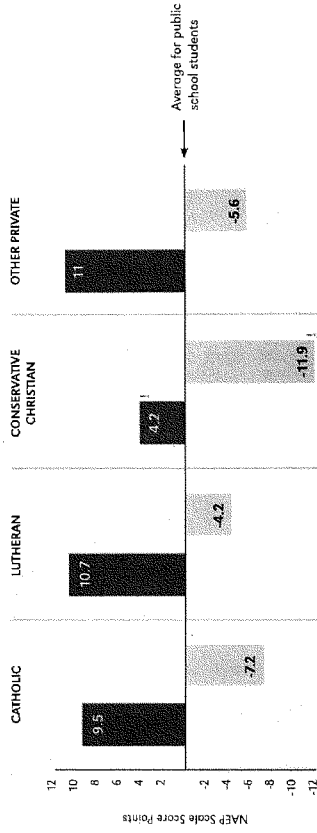 CATHOLIC
LUTHERAN
CONSERVATIVE
CHRISTIAN
OTHER PRIVATE
12
10
8
6
4
2
-2
-4
-6
-8
-10
-12
NAEP Scale Score Points
9.5
-7.2
10.7
-4.2
4.2
-11.9
11
-5.6
Average for public
school students